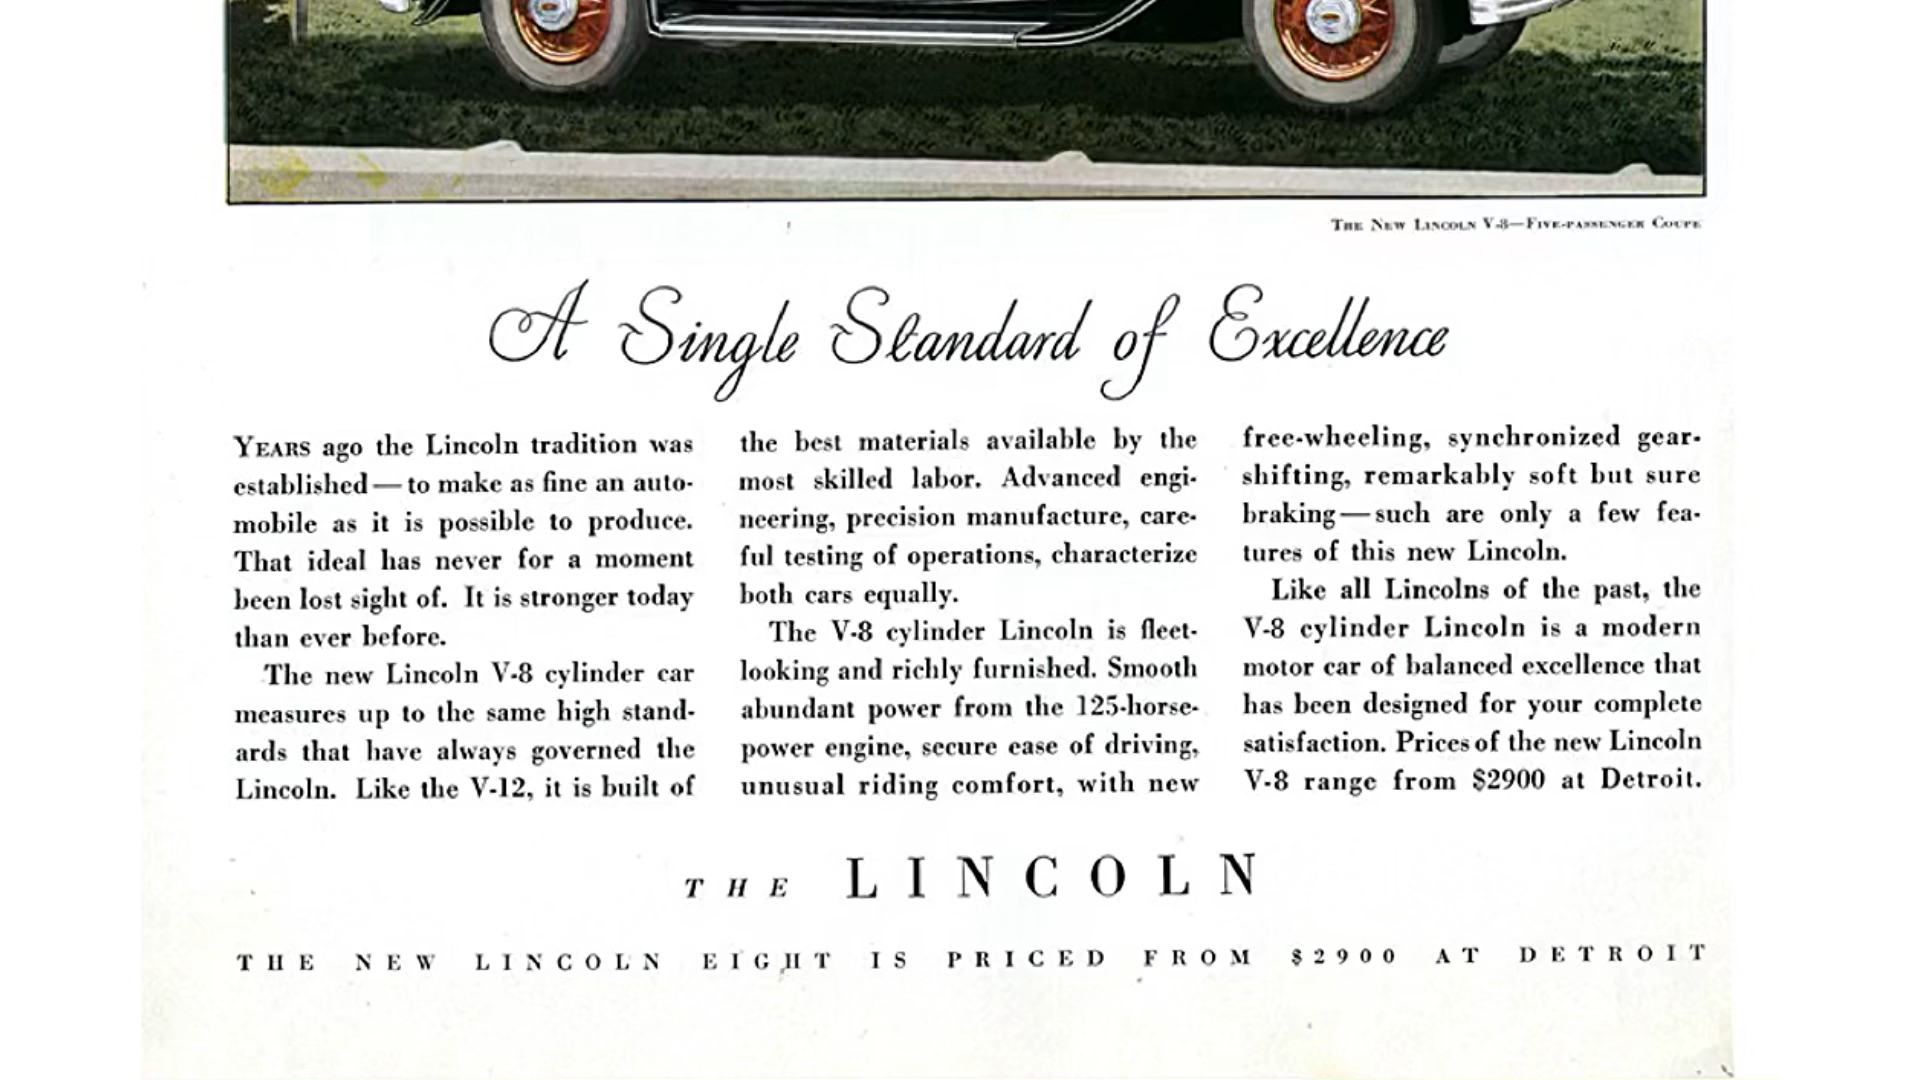 The New Lincoln V-8—Five-passenger Coupe
A Single Standard of Excellence
Years ago the Lincoln tradition was
established—to make as fine an auto-
mobile as it is possible to produce.
That ideal has never for a moment
been lost sight of. It is stronger today
than ever before.
The new Lincoln V-8 cylinder car
measures up to the same high stand-
ards that have always governed the
Lincoln. Like the V-12, it is built of
the best materials available by the
most skilled labor. Advanced engi-
neering, precision manufacture, care-
ful testing of operations, characterize
both cars equally.
The V-8 cylinder Lincoln is fleet-
looking and richly furnished. Smooth
abundant power from the 125-horse-
power engine, secure ease of driving,
unusual riding comfort, with new
free-wheeling, synchronized gear-
shifting, remarkably soft but sure
braking—such are only a few fea-
tures of this new Lincoln.
Like all Lincolns of the past, the
V-8 cylinder Lincoln is a modern
motor car of balanced excellence that
has been designed for your complete
satisfaction. Prices of the new Lincoln
V-8 range from $2900 at Detroit.
THE LINCOLN
THE NEW LINCOLN EIGHT IS PRICED FROM $2900 AT DETROIT